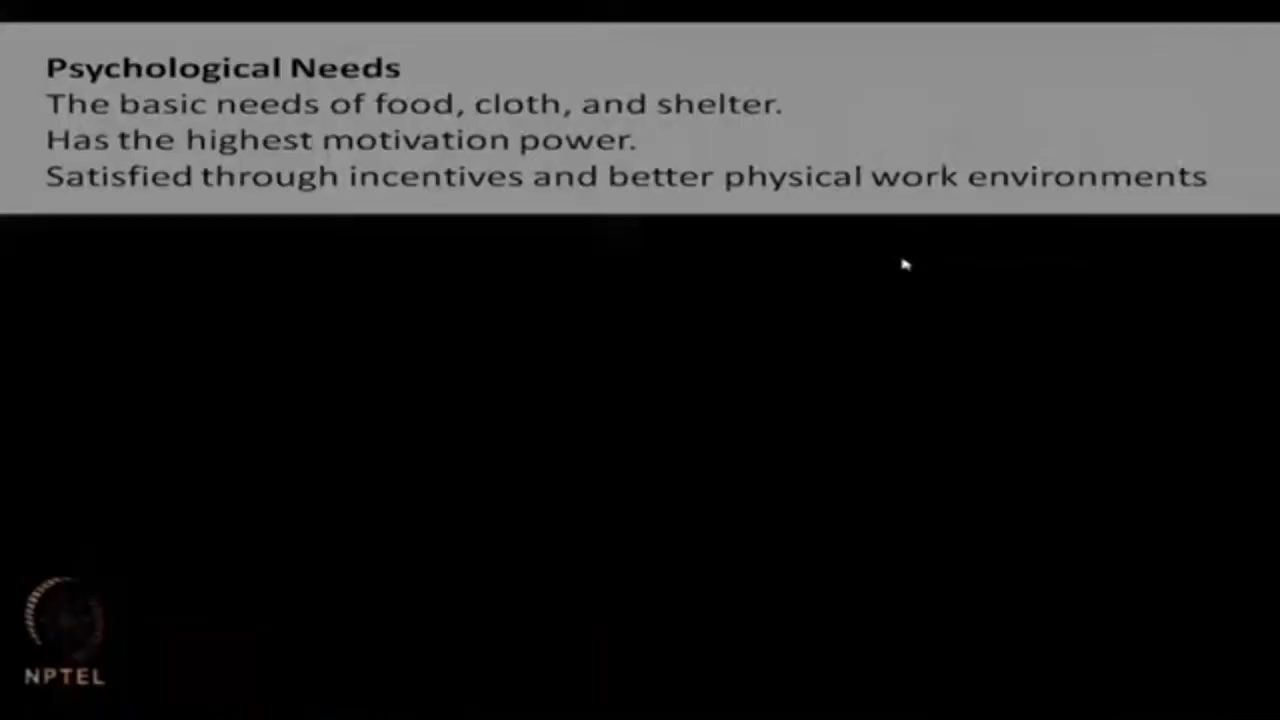 Psychological Needs
The basic needs of food, cloth, and shelter.
Has the highest motivation power.
Satisfied through incentives and better physical work environments
NPTEL